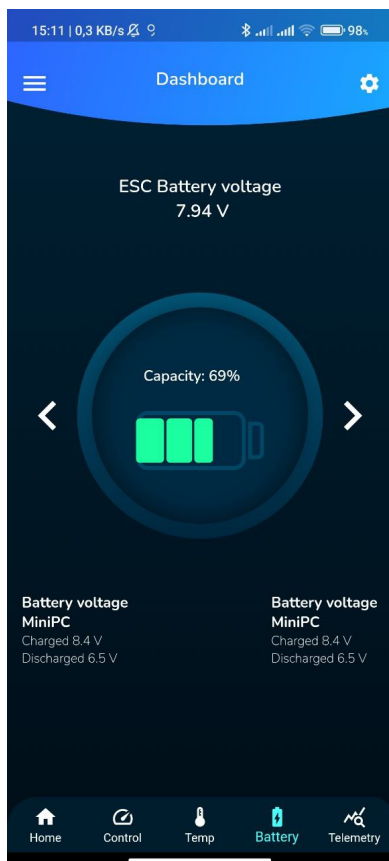 15:11 | 0,3 KB/s
98%
Dashboard
ESC Battery voltage
7.94 V
Capacity: 69%
Battery voltage
MiniPC
Charged 8.4 V
Discharged 6.5 V
Battery voltage
MiniPC
Charged 8.4 V
Discharged 6.5 V
Home
Control
Temp
Battery
Telemetry